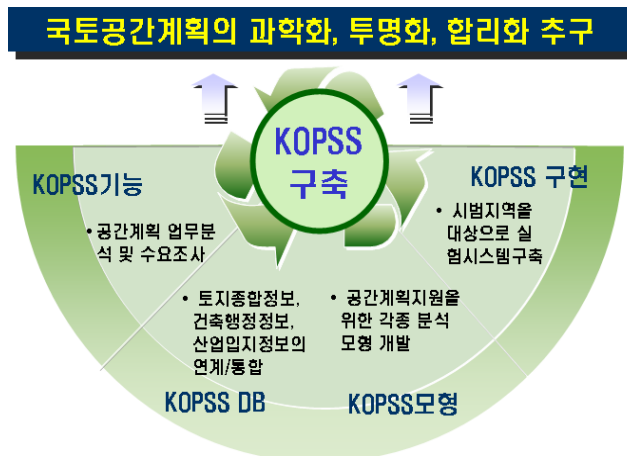 국토공간계획의 과학화, 투명화, 합리화 추구
KOPSS
구축
KOPSS기능
• 공간계획 업무분
석 및 수요조사
• 토지종합정보,
건축행정정보,
산업입지정보의
연계/통합
KOPSS DB
• 공간계획지원을
위한 각종 분석
모형 개발
KOPSS모형
KOPSS 구현
• 시범지역을
대상으로 실
험시스템구축